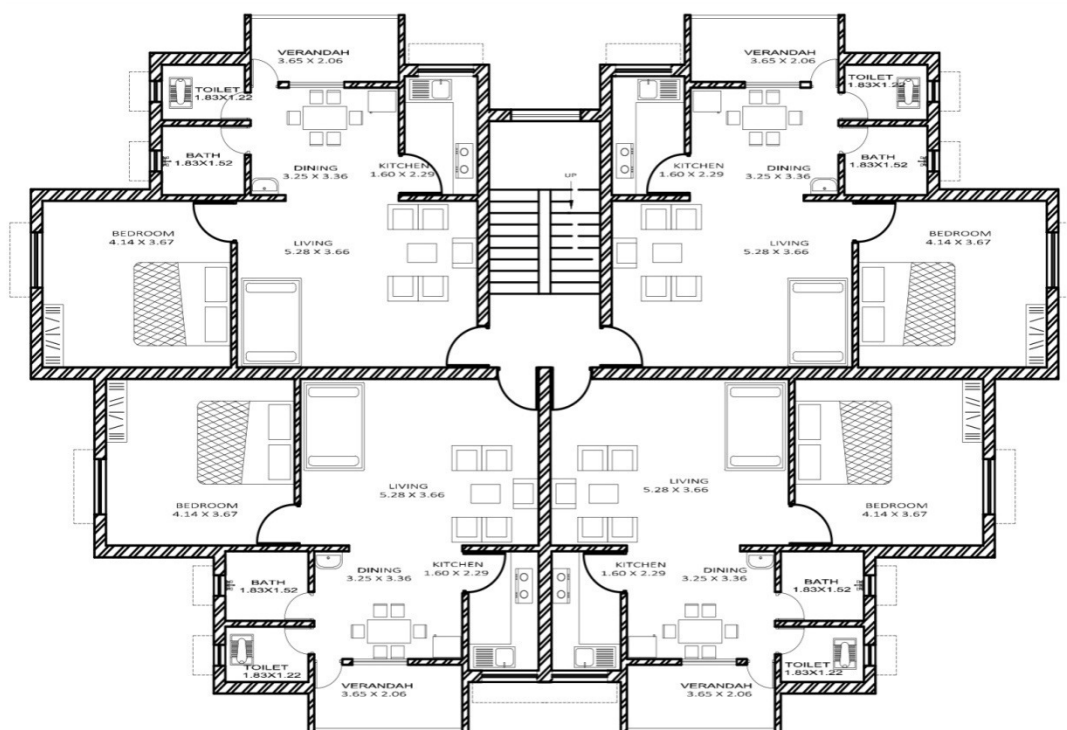 VERANDAH
3.65 X 2.06
TOILET
1.83X1.22
BATH
1.83X1.52
DINING
3.25 X 3.36
KITCHEN
1.60 X 2.29
BEDROOM
4.14 X 3.67
LIVING
5.28 X 3.66
UP
VERANDAH
3.65 X 2.06
TOILET
1.83X1.22
BATH
1.83X1.52
KITCHEN
1.60 X 2.29
DINING
3.25 X 3.36
LIVING
5.28 X 3.66
BEDROOM
4.14 X 3.67
BEDROOM
4.14 X 3.67
LIVING
5.28 X 3.66
BATH
1.83X1.52
DINING
3.25 X 3.36
KITCHEN
1.60 X 2.29
TOILET
1.83X1.22
VERANDAH
3.65 X 2.06
LIVING
5.28 X 3.66
BEDROOM
4.14 X 3.67
KITCHEN
1.60 X 2.29
DINING
3.25 X 3.36
BATH
1.83X1.52
TOILET
1.83X1.22
VERANDAH
3.65 X 2.06